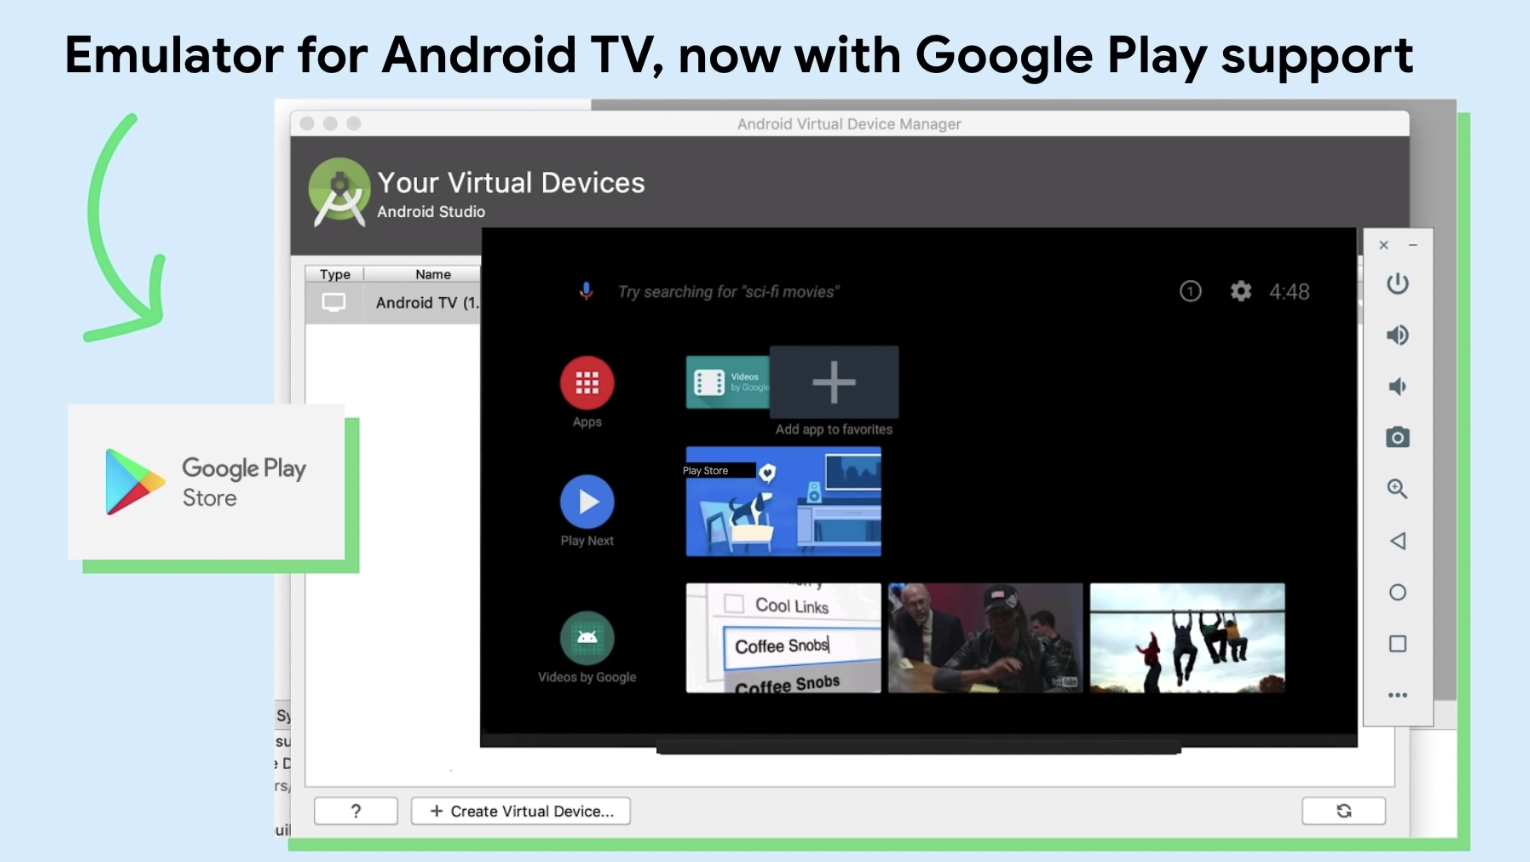 Emulator for Android TV, now with Google Play support
Android Virtual Device Manager
Your Virtual Devices
Android Studio
Type
Name
Android TV (1.
Try searching for "sci-fi movies"
1
4:48
Videos
by Google
Apps
Add app to favorites
Google Play
Store
Play Store
Play Next
Cool Links
Coffee Snobs
Coffee Snobs
Videos by Google
YouTube
Sy
su
e D
rs/
uil
?
+ Create Virtual Device...